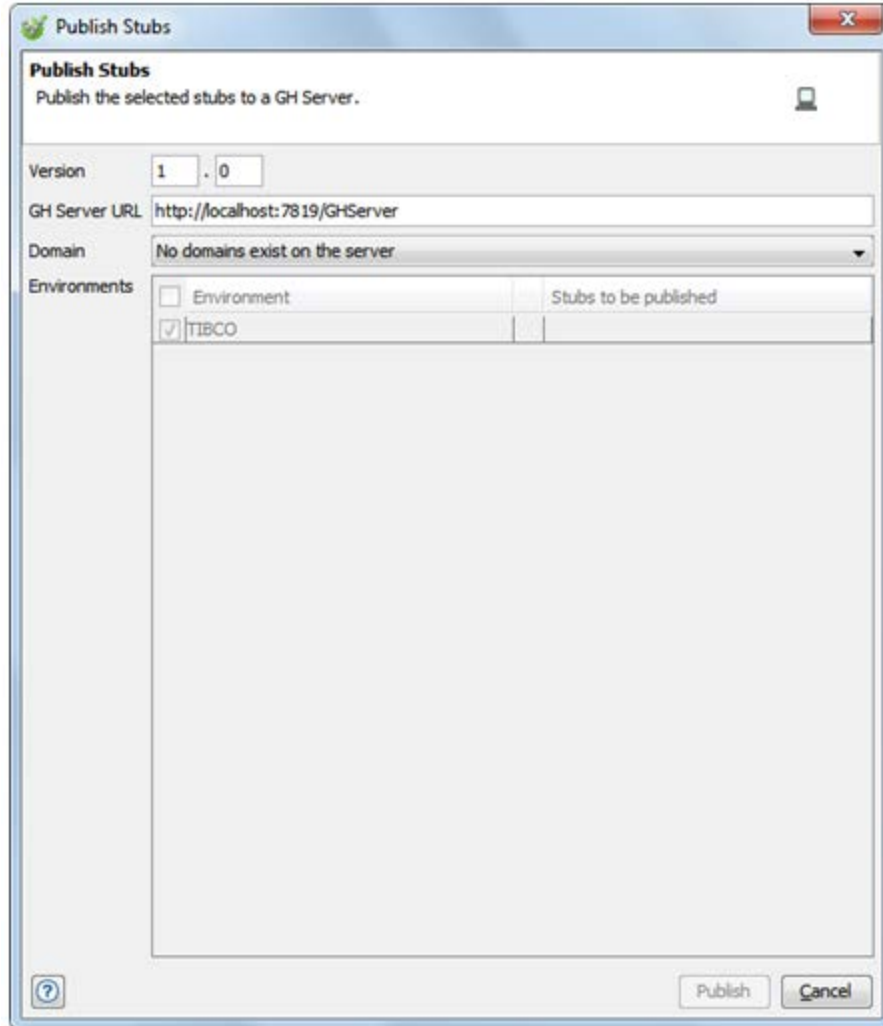 Publish Stubs
Publish Stubs
Publish the selected stubs to a GH Server.
Version 1 . 0
GH Server URL http://localhost:7819/GHServer
Domain No domains exist on the server
Environments
Environment Stubs to be published
TIBCO
? Publish Cancel